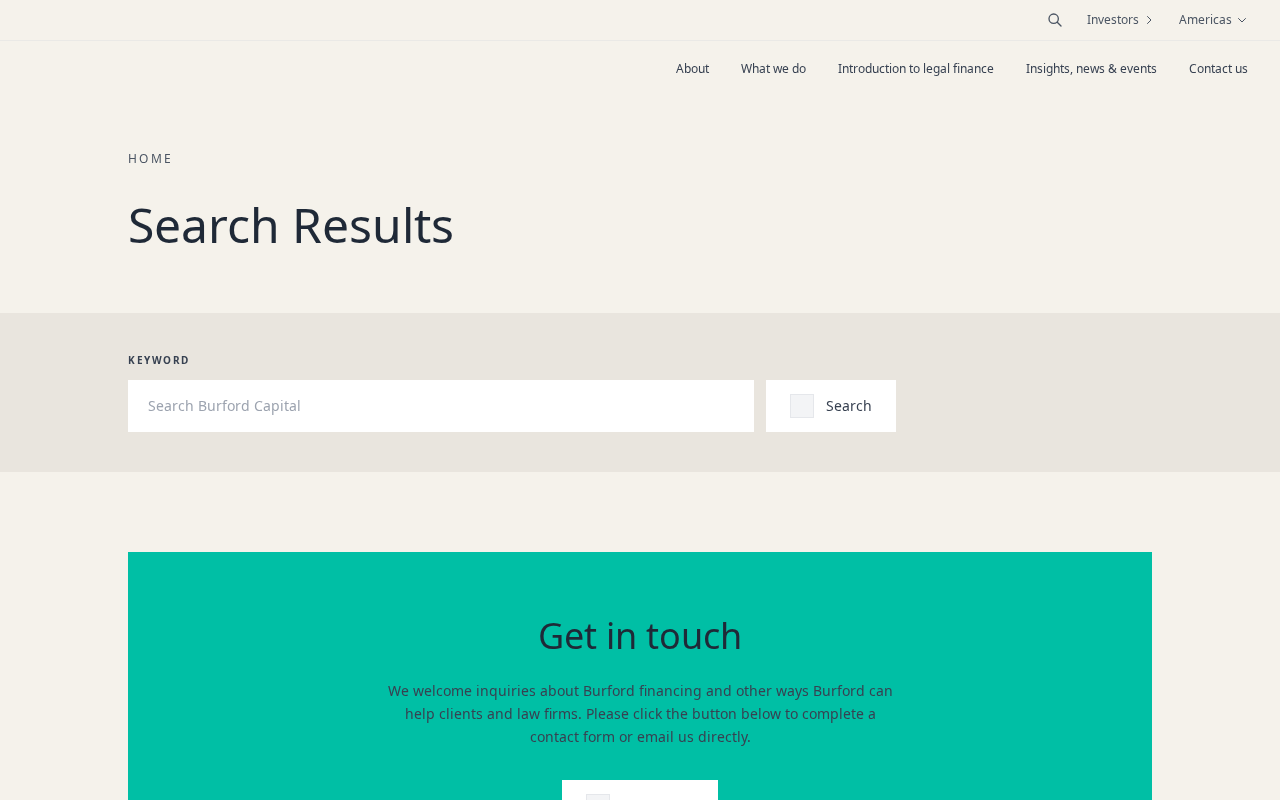 Investors
Americas
About
What we do
Introduction to legal finance
Insights, news & events
Contact us
HOME
Search Results
KEYWORD
Search Burford Capital
Search
Get in touch
We welcome inquiries about Burford financing and other ways Burford can
help clients and law firms. Please click the button below to complete a
contact form or email us directly.